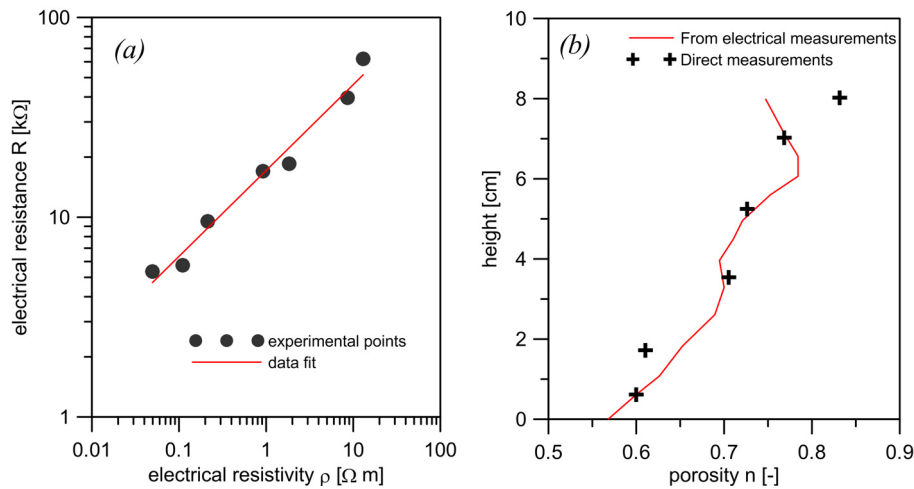 (a)
100
10
1
electrical resistance R [kΩ]
experimental points
data fit
0.01 0.1 1 10 100
electrical resistivity ρ [Ω m]
(b)
From electrical measurements
Direct measurements
10
8
6
4
2
0
height [cm]
0.5 0.6 0.7 0.8 0.9
porosity n [-]